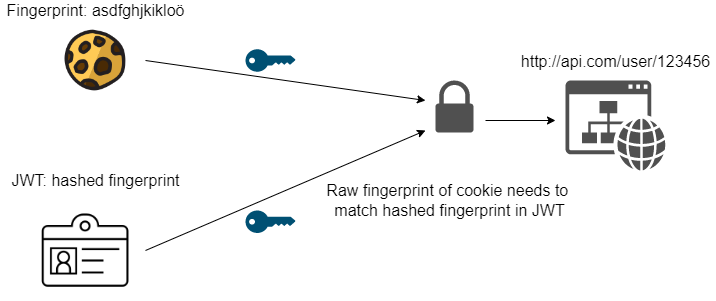 Fingerprint: asdfghjkikloö
http://api.com/user/123456
JWT: hashed fingerprint
Raw fingerprint of cookie needs to
match hashed fingerprint in JWT